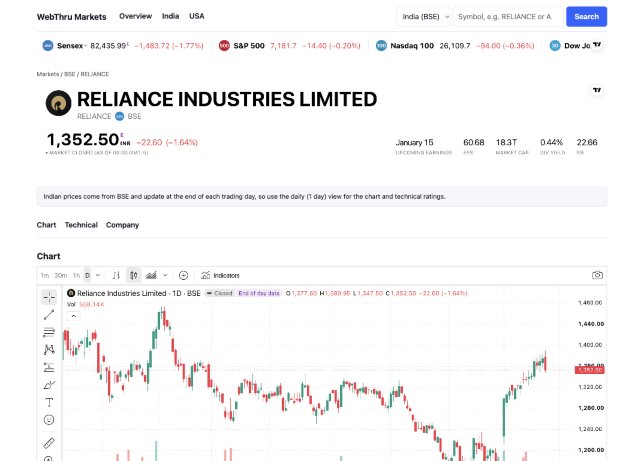 WebThru Markets Overview India USA India (BSE) Symbol, e.g. RELIANCE or A Search
Sensex 82,435.99 −1,483.72 (−1.77%) S&P 500 7,181.7 −14.40 (−0.20%) Nasdaq 100 26,109.7 −94.00 (−0.36%) Dow Jo
Markets / BSE / RELIANCE
RELIANCE INDUSTRIES LIMITED
RELIANCE BSE
1,352.50 E INR −22.60 (−1.64%)
January 15 60.68 18.3T 0.44% 22.66
UPCOMING EARNINGS EPS MARKET CAP DIV YIELD P/E
Indian prices come from BSE and update at the end of each trading day, so use the daily (1 day) view for the chart and technical ratings.
Chart Technical Company
Chart
1m 30m 1h D Indicators
Reliance Industries Limited · 1D · BSE Closed End of day data O1,377.60 H1,389.95 L1,347.50 C1,352.50 −22.60 (−1.64%)
Vol 558.14K
1,480.00
1,440.00
1,400.00
1,352.50
1,320.00
1,280.00
1,240.00
1,200.00